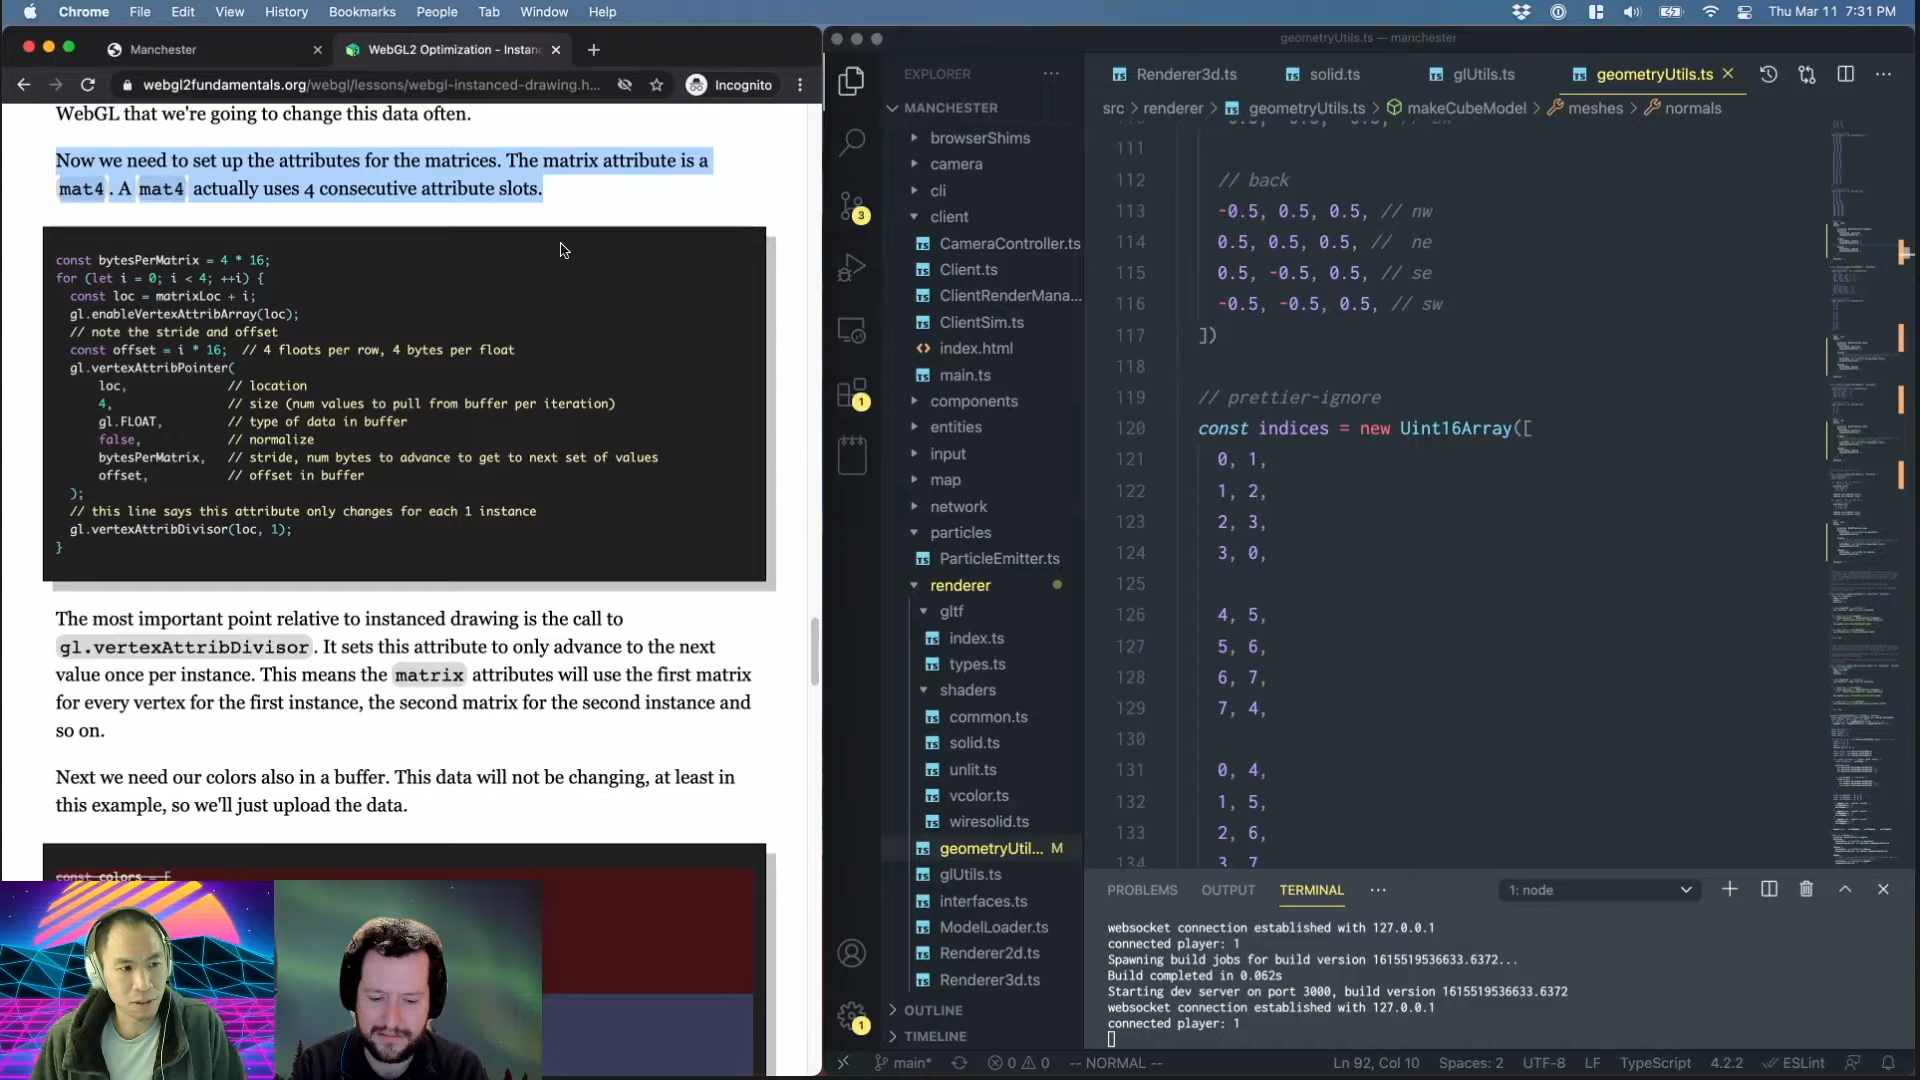 Chrome File Edit View History Bookmarks People Tab Window Help
Thu Mar 11 7:31 PM
Manchester
WebGL2 Optimization - Instanc
webgl2fundamentals.org/webgl/lessons/webgl-instanced-drawing.h...
Incognito
WebGL that we're going to change this data often.
Now we need to set up the attributes for the matrices. The matrix attribute is a
mat4 . A mat4 actually uses 4 consecutive attribute slots.
const bytesPerMatrix = 4 * 16;
for (let i = 0; i < 4; ++i) {
const loc = matrixLoc + i;
gl.enableVertexAttribArray(loc);
// note the stride and offset
const offset = i * 16; // 4 floats per row, 4 bytes per float
gl.vertexAttribPointer(
loc, // location
4, // size (num values to pull from buffer per iteration)
gl.FLOAT, // type of data in buffer
false, // normalize
bytesPerMatrix, // stride, num bytes to advance to get to next set of values
offset, // offset in buffer
);
// this line says this attribute only changes for each 1 instance
gl.vertexAttribDivisor(loc, 1);
}
The most important point relative to instanced drawing is the call to
gl.vertexAttribDivisor . It sets this attribute to only advance to the next
value once per instance. This means the matrix attributes will use the first matrix
for every vertex for the first instance, the second matrix for the second instance and
so on.
Next we need our colors also in a buffer. This data will not be changing, at least in
this example, so we'll just upload the data.
const colors = [
geometryUtils.ts — manchester
EXPLORER
MANCHESTER
browserShims
camera
cli
client
CameraController.ts
Client.ts
ClientRenderMana...
ClientSim.ts
index.html
main.ts
components
entities
input
map
network
particles
ParticleEmitter.ts
renderer
gltf
index.ts
types.ts
shaders
common.ts
solid.ts
unlit.ts
vcolor.ts
wiresolid.ts
geometryUtil... M
glUtils.ts
interfaces.ts
ModelLoader.ts
Renderer2d.ts
Renderer3d.ts
OUTLINE
TIMELINE
3
1
1
Renderer3d.ts solid.ts glUtils.ts geometryUtils.ts
src > renderer > geometryUtils.ts > makeCubeModel > meshes > normals
111
112 // back
113 -0.5, 0.5, 0.5, // nw
114 0.5, 0.5, 0.5, // ne
115 0.5, -0.5, 0.5, // se
116 -0.5, -0.5, 0.5, // sw
117 ])
118
119 // prettier-ignore
120 const indices = new Uint16Array([
121 0, 1,
122 1, 2,
123 2, 3,
124 3, 0,
125
126 4, 5,
127 5, 6,
128 6, 7,
129 7, 4,
130
131 0, 4,
132 1, 5,
133 2, 6,
134 3, 7
PROBLEMS OUTPUT TERMINAL 1: node
websocket connection established with 127.0.0.1
connected player: 1
Spawning build jobs for build version 1615519536633.6372...
Build completed in 0.062s
Starting dev server on port 3000, build version 1615519536633.6372
websocket connection established with 127.0.0.1
connected player: 1
main* 0 0 -- NORMAL -- Ln 92, Col 10 Spaces: 2 UTF-8 LF TypeScript 4.2.2 ESLint